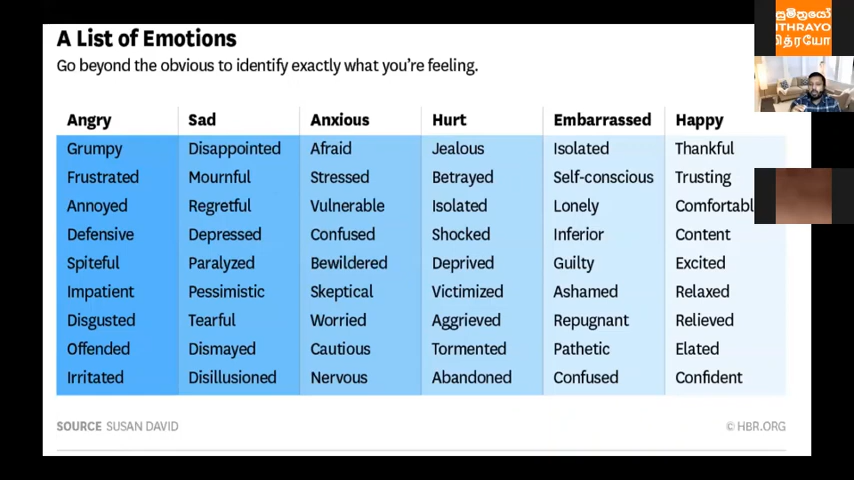 A List of Emotions
Go beyond the obvious to identify exactly what you're feeling.
Angry Sad Anxious Hurt Embarrassed Happy
Grumpy Disappointed Afraid Jealous Isolated Thankful
Frustrated Mournful Stressed Betrayed Self-conscious Trusting
Annoyed Regretful Vulnerable Isolated Lonely Comfortabl
Defensive Depressed Confused Shocked Inferior Content
Spiteful Paralyzed Bewildered Deprived Guilty Excited
Impatient Pessimistic Skeptical Victimized Ashamed Relaxed
Disgusted Tearful Worried Aggrieved Repugnant Relieved
Offended Dismayed Cautious Tormented Pathetic Elated
Irritated Disillusioned Nervous Abandoned Confused Confident
SOURCE SUSAN DAVID © HBR.ORG
සුමිත්‍රයෝ
ITHRAYO
மித்ரயோ